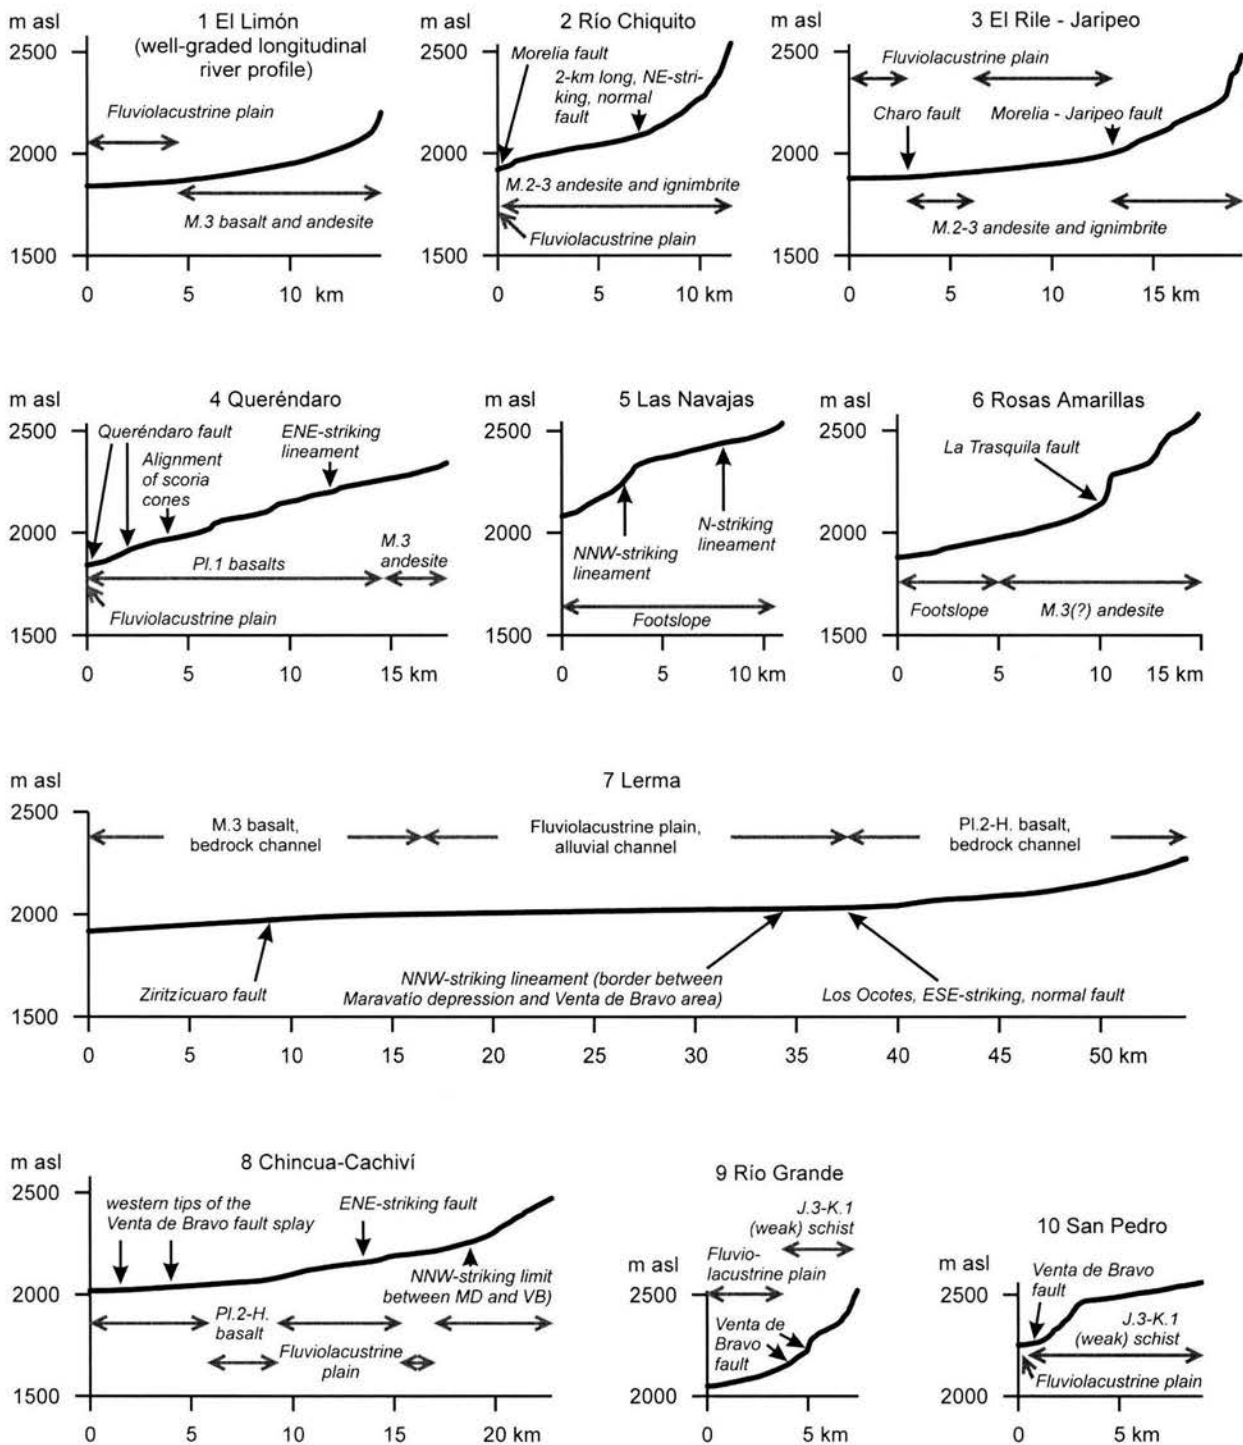 m asl
1 El Limón
(well-graded longitudinal
river profile)
2500
Fluviolacustrine plain
2000
M.3 basalt and andesite
1500
0 5 10 km
m asl
2 Río Chiquito
2500
Morelia fault
2-km long, NE-stri-
king, normal
fault
2000
M.2-3 andesite and ignimbrite
Fluviolacustrine plain
1500
0 5 10 km
m asl
3 El Rile - Jaripeo
2500
Fluviolacustrine plain
Charo fault
Morelia - Jaripeo fault
2000
M.2-3 andesite and ignimbrite
1500
0 5 10 15 km
m asl
4 Queréndaro
2500
Queréndaro fault
Alignment
of scoria
cones
ENE-striking
lineament
2000
Pl.1 basalts
M.3
andesite
Fluviolacustrine plain
1500
0 5 10 15 km
m asl
5 Las Navajas
2500
2000
NNW-striking
lineament
N-striking
lineament
Footslope
1500
0 5 10 km
m asl
6 Rosas Amarillas
2500
La Trasquila fault
2000
Footslope
M.3(?) andesite
1500
0 5 10 15 km
m asl
7 Lerma
2500
M.3 basalt,
bedrock channel
Fluviolacustrine plain,
alluvial channel
Pl.2-H. basalt,
bedrock channel
2000
Ziritzícuaro fault
NNW-striking lineament (border between
Maravatío depression and Venta de Bravo area)
Los Ocotes, ESE-striking, normal fault
1500
0 5 10 15 20 25 30 35 40 45 50 km
m asl
8 Chincua-Cachiví
2500
western tips of the
Venta de Bravo fault splay
ENE-striking fault
2000
NNW-striking limit
between MD and VB)
Pl.2-H.
basalt
Fluviolacustrine
plain
1500
0 5 10 15 20 km
9 Río Grande
J.3-K.1
(weak) schist
m asl
Fluvio-
lacustrine plain
2500
Venta de
Bravo
fault
2000
0 5 km
10 San Pedro
m asl
Venta de Bravo
fault
2500
J.3-K.1
(weak) schist
Fluviolacustrine plain
2000
0 5 km